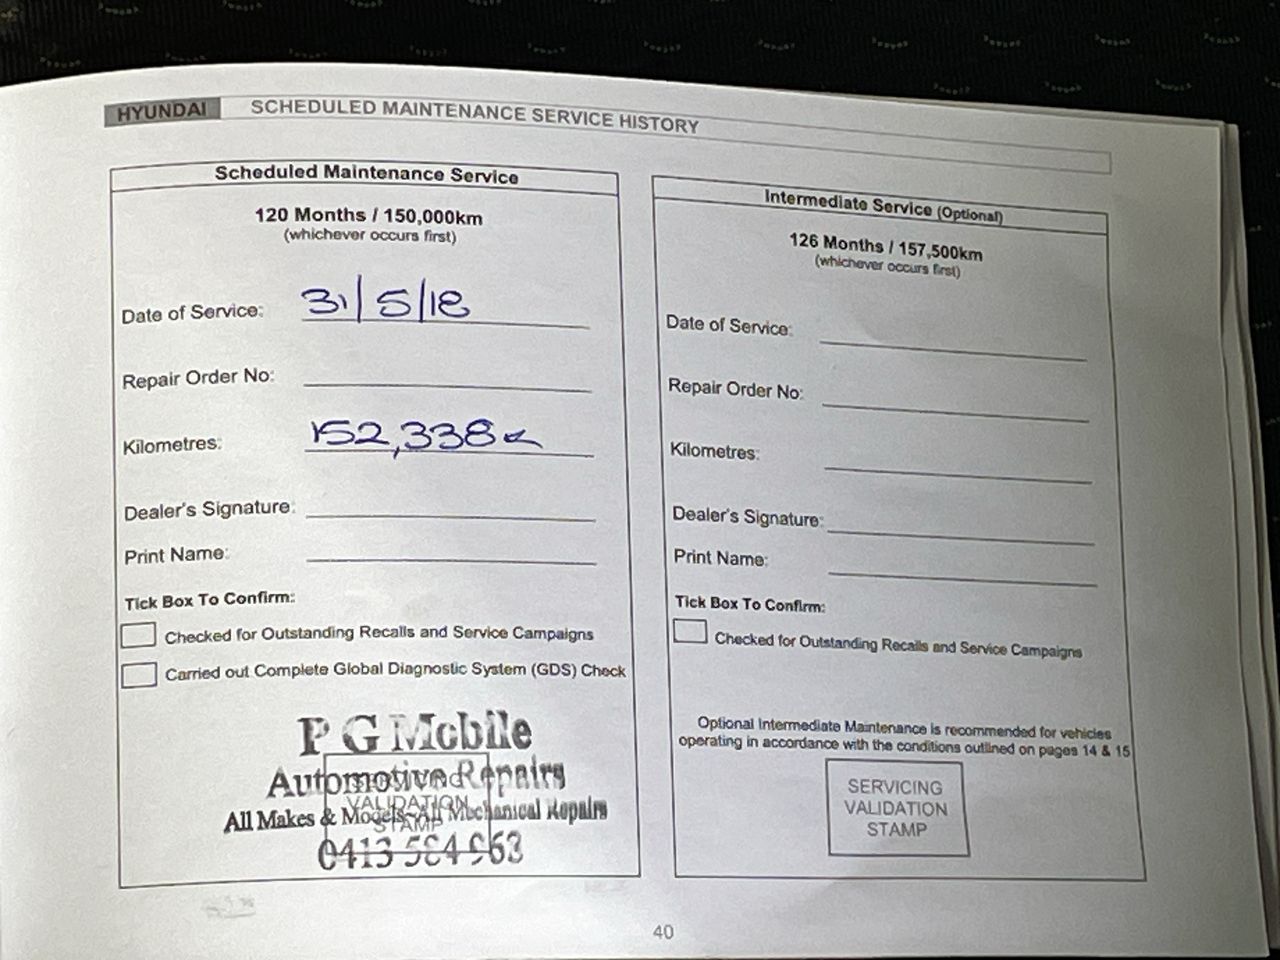 HYUNDAI SCHEDULED MAINTENANCE SERVICE HISTORY
Scheduled Maintenance Service
120 Months / 150,000km
(whichever occurs first)
Date of Service: 31/5/18
Repair Order No:
Kilometres: 152,338k
Dealer's Signature:
Print Name:
Tick Box To Confirm:
Checked for Outstanding Recalls and Service Campaigns
Carried out Complete Global Diagnostic System (GDS) Check
P G Mobile
Automotive Repairs
All Makes & Models-All Mechanical Repairs
VALIDATION
STAMP
Intermediate Service (Optional)
126 Months / 157,500km
(whichever occurs first)
Date of Service:
Repair Order No:
Kilometres:
Dealer's Signature:
Print Name:
Tick Box To Confirm:
Checked for Outstanding Recalls and Service Campaigns
Optional Intermediate Maintenance is recommended for vehicles
operating in accordance with the conditions outlined on pages 14 & 15
SERVICING
VALIDATION
STAMP
40